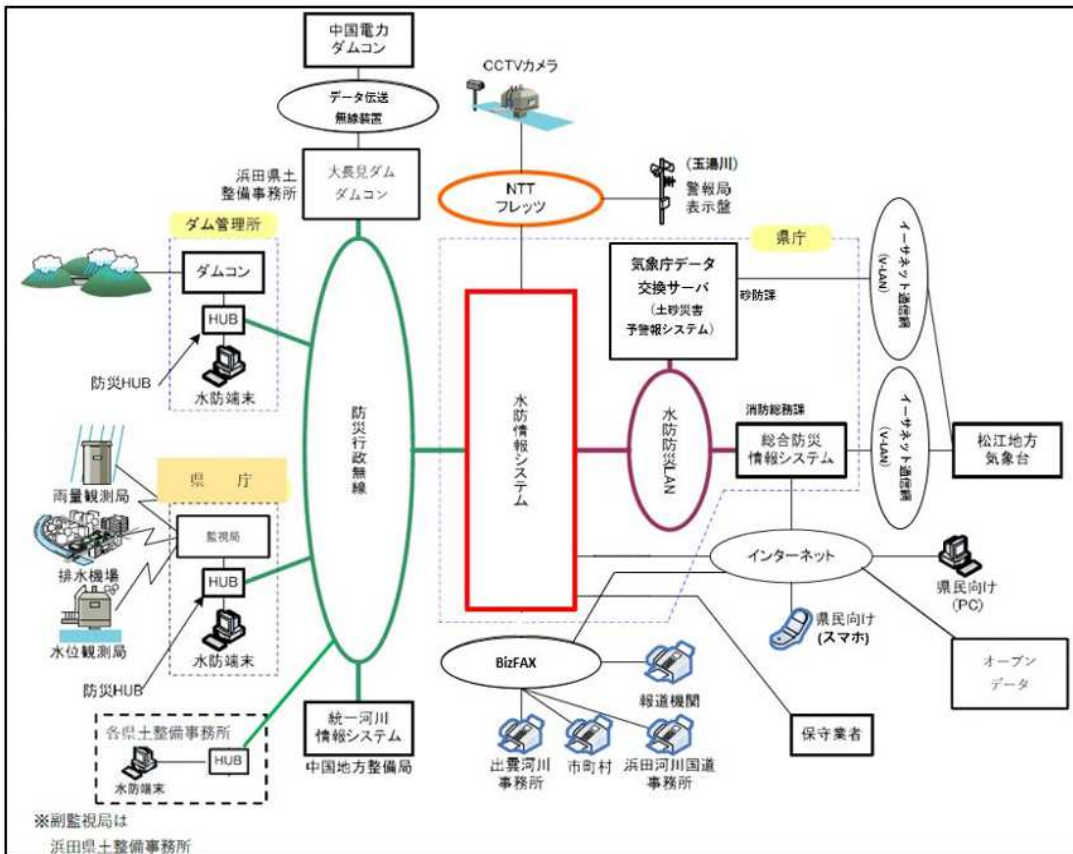 中国電力
ダムコン
データ伝送
無線装置
浜田県土
整備事務所
大長見ダム
ダムコン
CCTVカメラ
NTT
フレッツ
(玉湯川)
警報局
表示盤
ダム管理所
ダムコン
HUB
防災HUB
水防端末
県庁
気象庁データ
交換サーバ
(土砂災害
予警報システム)
砂防課
イーサネット通信網
(V-LAN)
防災行政無線
水防情報システム
水防防災LAN
消防総務課
総合防災
情報システム
イーサネット通信網
(V-LAN)
松江地方
気象台
雨量観測局
県 庁
監視局
排水機場
HUB
水位観測局
水防端末
防災HUB
インターネット
県民向け
(PC)
県民向け
(スマホ)
オープン
データ
BizFAX
報道機関
保守業者
各県土整備事務所
HUB
水防端末
統一河川
情報システム
中国地方整備局
出雲河川
事務所
市町村
浜田河川国道
事務所
※副監視局は
浜田県土整備事務所